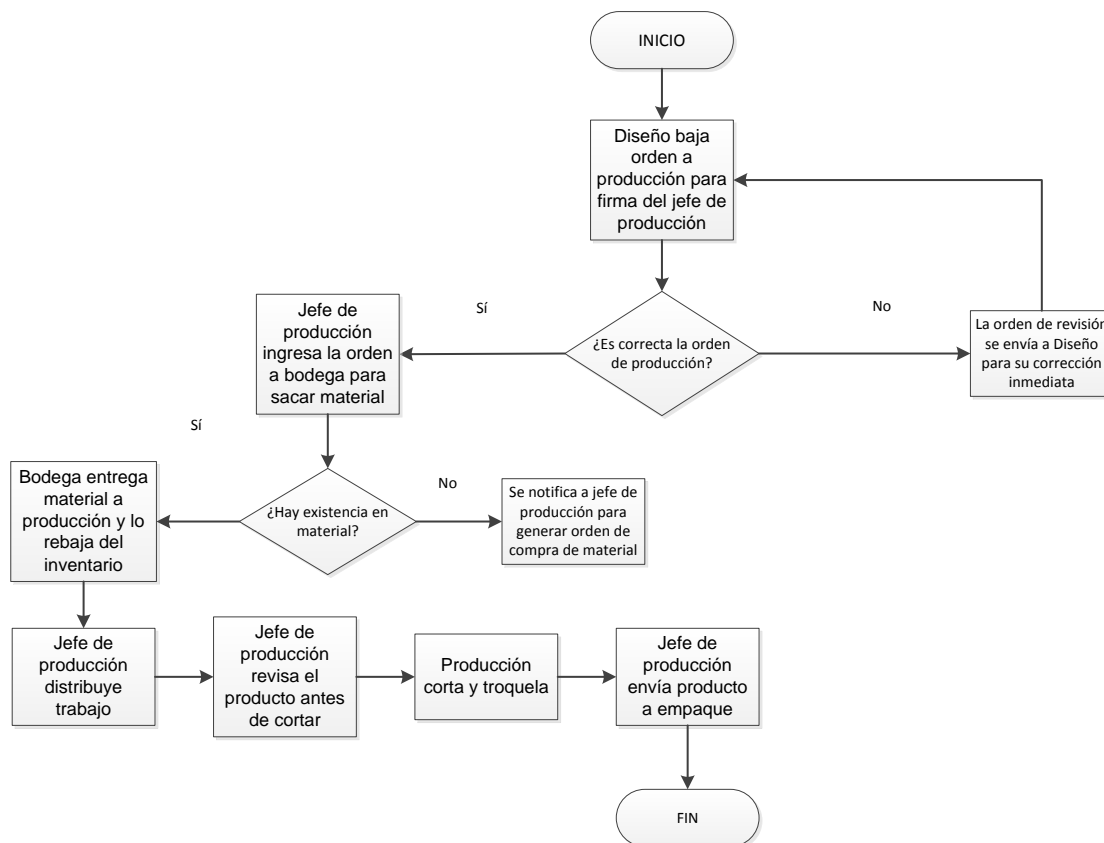 INICIO
Diseño baja
orden a
producción para
firma del jefe de
producción
¿Es correcta la orden
de producción?
Sí
No
La orden de revisión
se envía a Diseño
para su corrección
inmediata
Jefe de
producción
ingresa la orden
a bodega para
sacar material
¿Hay existencia en
material?
Sí
No
Se notifica a jefe de
producción para
generar orden de
compra de material
Bodega entrega
material a
producción y lo
rebaja del
inventario
Jefe de
producción
distribuye
trabajo
Jefe de
producción
revisa el
producto antes
de cortar
Producción
corta y troquela
Jefe de
producción
envía producto
a empaque
FIN